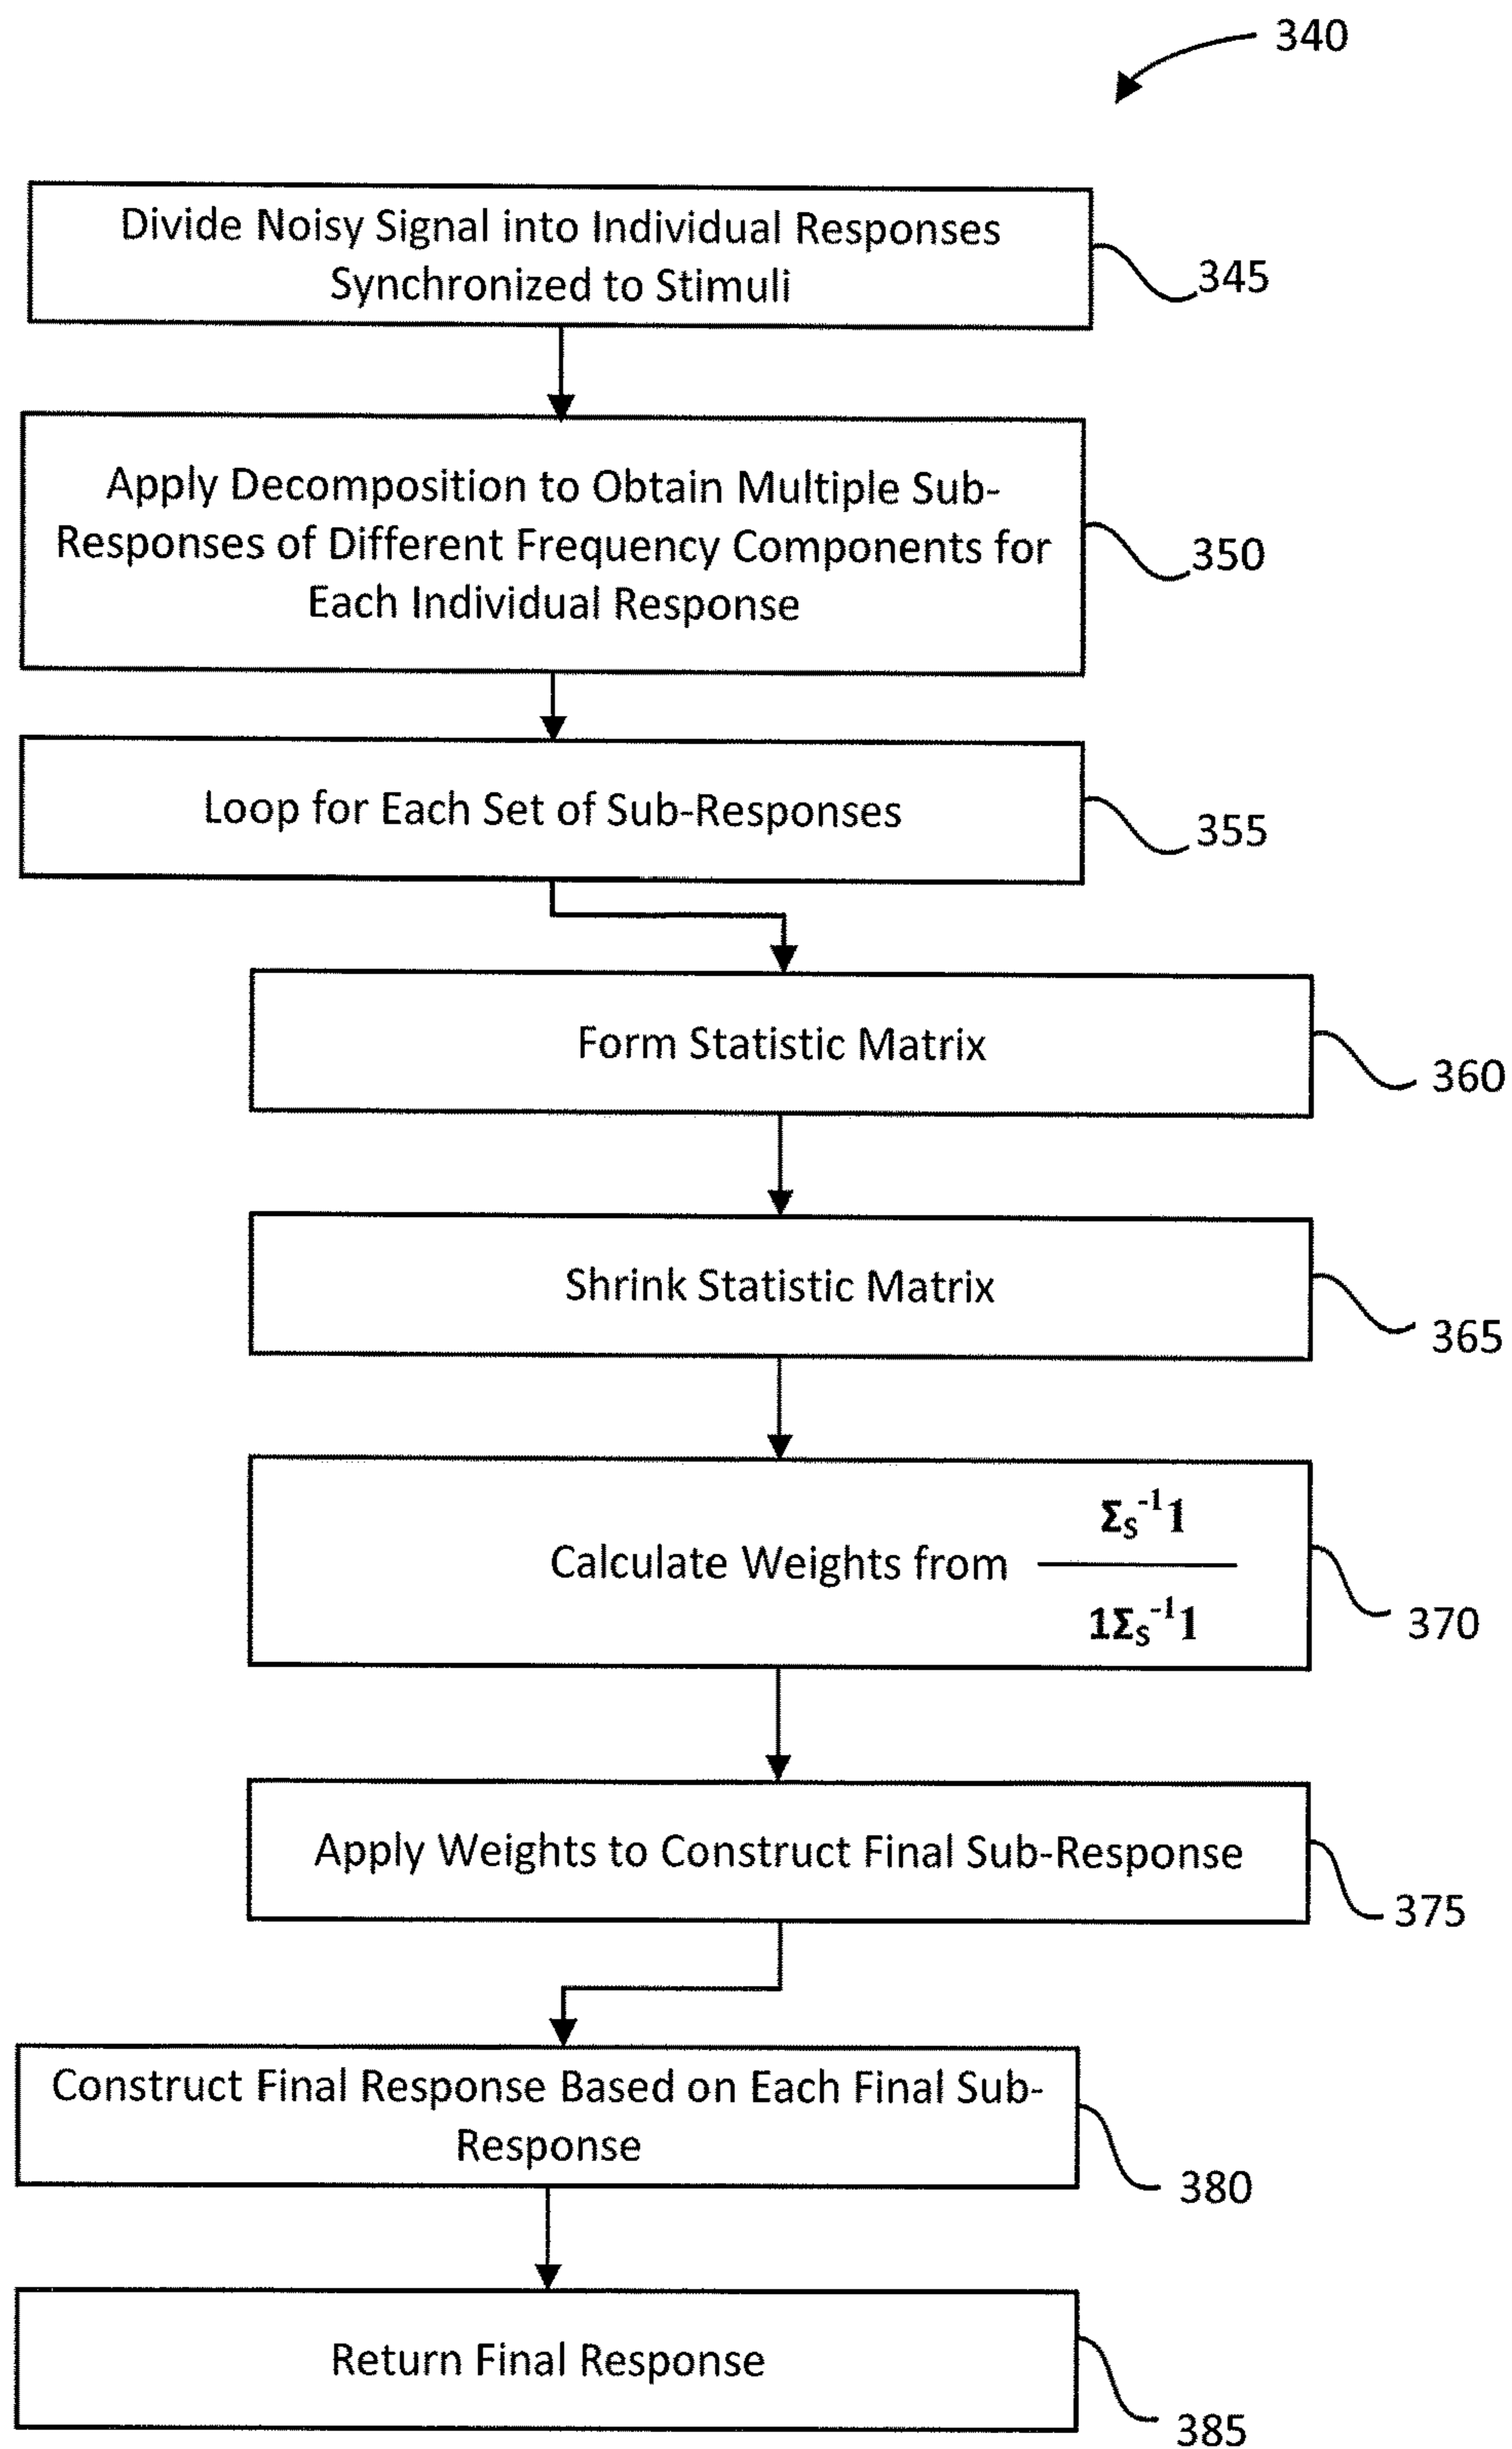 340
Divide Noisy Signal into Individual Responses
Synchronized to Stimuli
345
Apply Decomposition to Obtain Multiple Sub-
Responses of Different Frequency Components for
Each Individual Response
350
Loop for Each Set of Sub-Responses
355
Form Statistic Matrix
360
Shrink Statistic Matrix
365
Calculate Weights from
Σₛ⁻¹1
1Σₛ⁻¹1
370
Apply Weights to Construct Final Sub-Response
375
Construct Final Response Based on Each Final Sub-
Response
380
Return Final Response
385